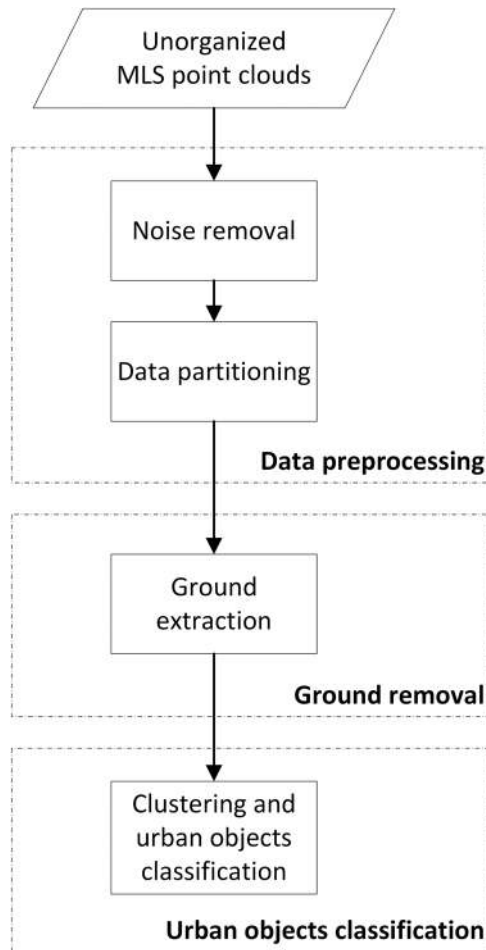 Unorganized
MLS point clouds
Noise removal
Data partitioning
Data preprocessing
Ground
extraction
Ground removal
Clustering and
urban objects
classification
Urban objects classification